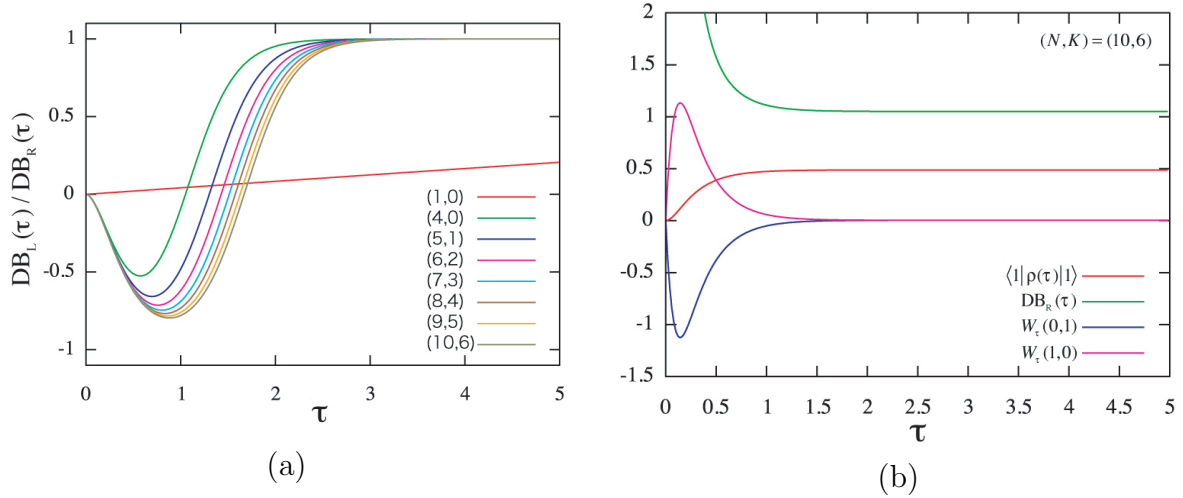 DB_L(τ) / DB_R(τ)
1
0.5
0
-0.5
-1
(1,0)
(4,0)
(5,1)
(6,2)
(7,3)
(8,4)
(9,5)
(10,6)
0 1 2 3 4 5
τ
(a)
(N,K) = (10,6)
2
1.5
1
0.5
0
-0.5
-1
-1.5
⟨1|ρ(τ)|1⟩
DB_R(τ)
W_τ(0,1)
W_τ(1,0)
0 0.5 1 1.5 2 2.5 3 3.5 4 4.5 5
τ
(b)